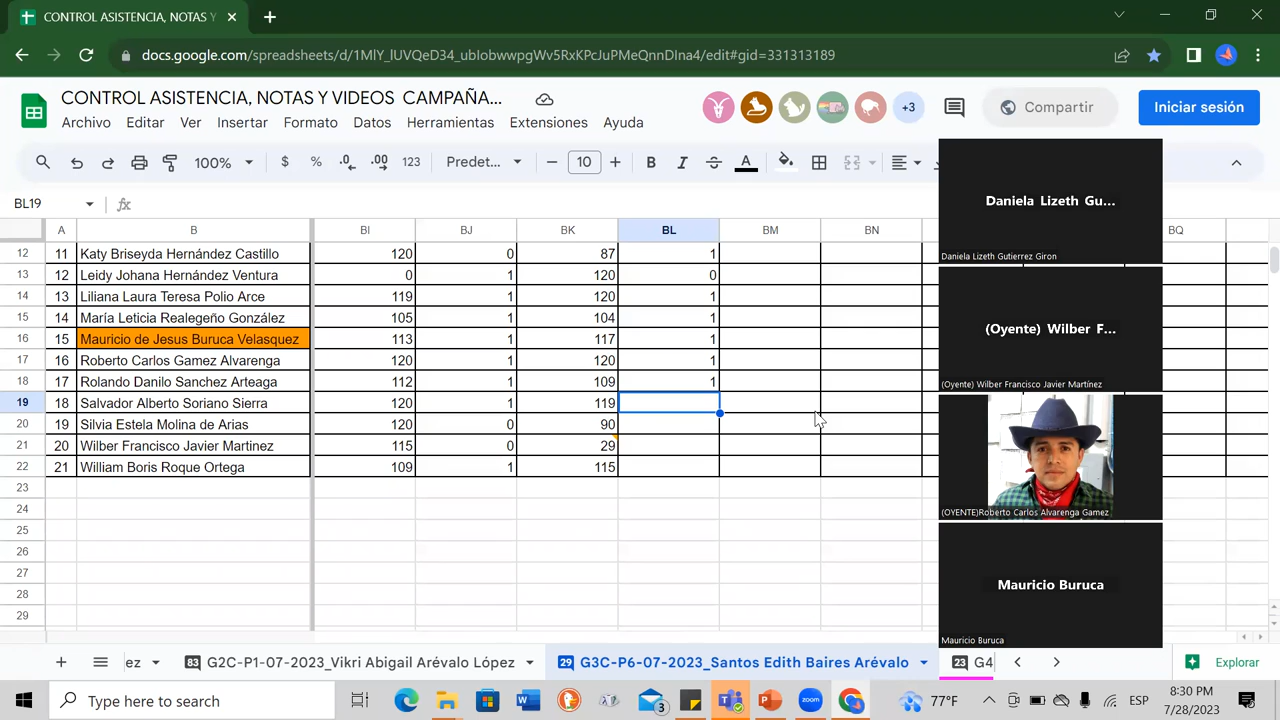 CONTROL ASISTENCIA, NOTAS Y
docs.google.com/spreadsheets/d/1MlY_lUVQeD34_ublobwwpgWv5RxKPcJuPMeQnnDlna4/edit#gid=331313189
CONTROL ASISTENCIA, NOTAS Y VIDEOS CAMPAÑA...
+3
Compartir
Iniciar sesión
Archivo Editar Ver Insertar Formato Datos Herramientas Extensiones Ayuda
100% $ % .0 .00 123 Predet... 10 B I S A
BL19 fx
A B BI BJ BK BL BM BN BQ
12 11 Katy Briseyda Hernández Castillo 120 0 87 1
13 12 Leidy Johana Hernández Ventura 0 1 120 0
14 13 Liliana Laura Teresa Polio Arce 119 1 120 1
15 14 María Leticia Realegeño González 105 1 104 1
16 15 Mauricio de Jesus Buruca Velasquez 113 1 117 1
17 16 Roberto Carlos Gamez Alvarenga 120 1 120 1
18 17 Rolando Danilo Sanchez Arteaga 112 1 109 1
19 18 Salvador Alberto Soriano Sierra 120 1 119
20 19 Silvia Estela Molina de Arias 120 0 90
21 20 Wilber Francisco Javier Martinez 115 0 29
22 21 William Boris Roque Ortega 109 1 115
23
24
25
26
27
28
29
Daniela Lizeth Gu...
Daniela Lizeth Gutierrez Giron
(Oyente) Wilber F...
(Oyente) Wilber Francisco Javier Martínez
(OYENTE)Roberto Carlos Alvarenga Gamez
Mauricio Buruca
Mauricio Buruca
ez 83 G2C-P1-07-2023_Vikri Abigail Arévalo López 29 G3C-P6-07-2023_Santos Edith Baires Arévalo 23 G4 Explorar
Type here to search
zoom
3
77°F
ESP
8:30 PM
7/28/2023